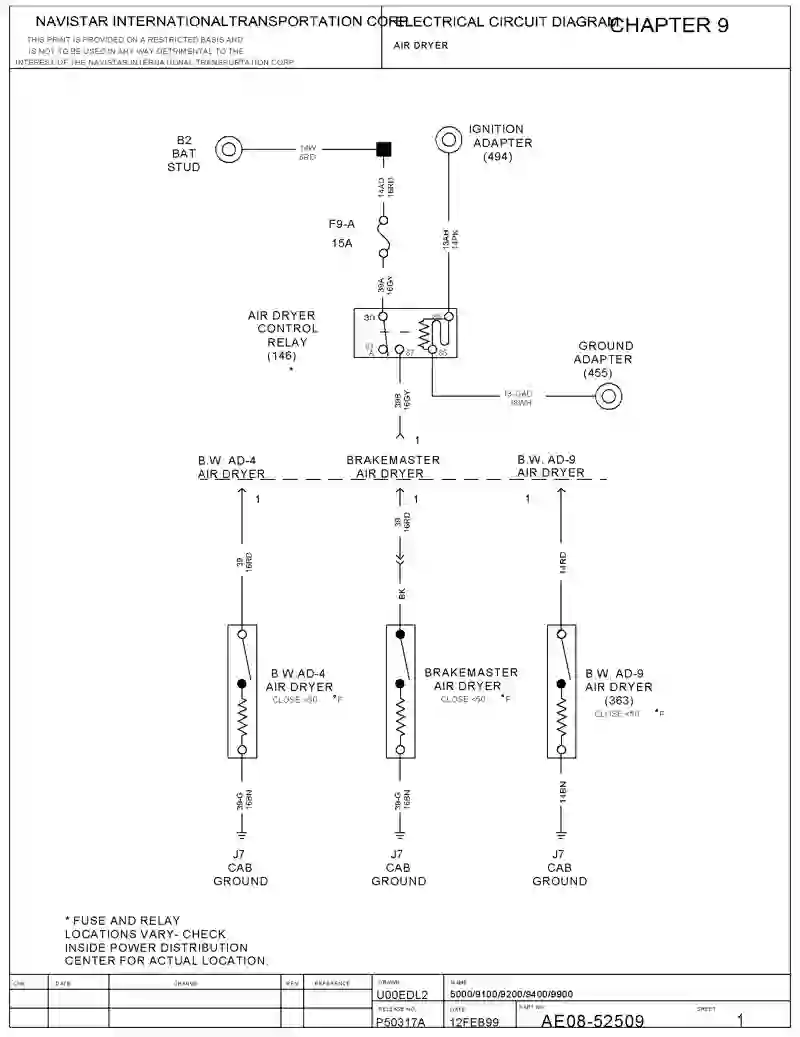 NAVISTAR INTERNATIONAL TRANSPORTATION CORP.
ELECTRICAL CIRCUIT DIAGRAM
CHAPTER 9
THIS PRINT IS PROVIDED ON A RESTRICTED BASIS AND
IS NOT TO BE USED IN ANY WAY DETRIMENTAL TO THE
INTEREST OF THE NAVISTAR INTERNATIONAL TRANSPORTATION CORP
AIR DRYER
B2
BAT
STUD
IGNITION
ADAPTER
(494)
14AD
16RD
F9-A
15A
13AH
14PK
39A
16GY
AIR DRYER
CONTROL
RELAY
(146)
*
30
87
A
87
85
GROUND
ADAPTER
(455)
39B
16GY
1
B.W. AD-4
AIR DRYER
BRAKEMASTER
AIR DRYER
B.W. AD-9
AIR DRYER
1
1
1
39
16RD
39
16RD
14RD
BK
B.W. AD-4
AIR DRYER
CLOSE <50 °F
BRAKEMASTER
AIR DRYER
CLOSE <50 °F
B.W. AD-9
AIR DRYER
(363)
CLOSE <50 °F
39-G
16BN
39-G
16BN
14BN
J7
CAB
GROUND
J7
CAB
GROUND
J7
CAB
GROUND
* FUSE AND RELAY
LOCATIONS VARY- CHECK
INSIDE POWER DISTRIBUTION
CENTER FOR ACTUAL LOCATION.
CHK
DATE
CHANGE
REV
REFERENCE
DRAWN
U00EDL2
NAME
5000/9100/9200/9400/9900
RELEASE NO.
P50317A
DATE
12FEB99
PART NO.
AE08-52509
SHEET
1